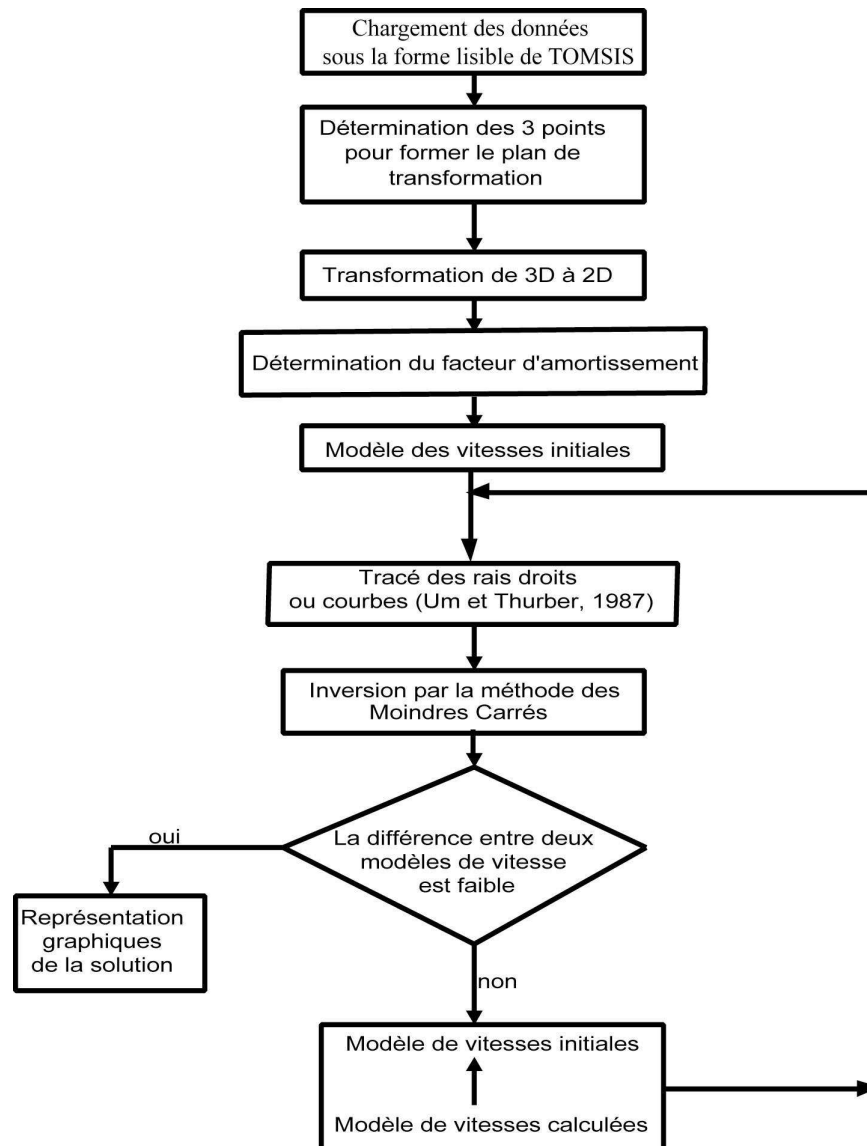 Chargement des données
sous la forme lisible de TOMSIS
Détermination des 3 points
pour former le plan de
transformation
Transformation de 3D à 2D
Détermination du facteur d'amortissement
Modèle des vitesses initiales
Tracé des rais droits
ou courbes (Um et Thurber, 1987)
Inversion par la méthode des
Moindres Carrés
La différence entre deux
modèles de vitesse
est faible
oui
Représentation
graphiques
de la solution
non
Modèle de vitesses initiales
Modèle de vitesses calculées